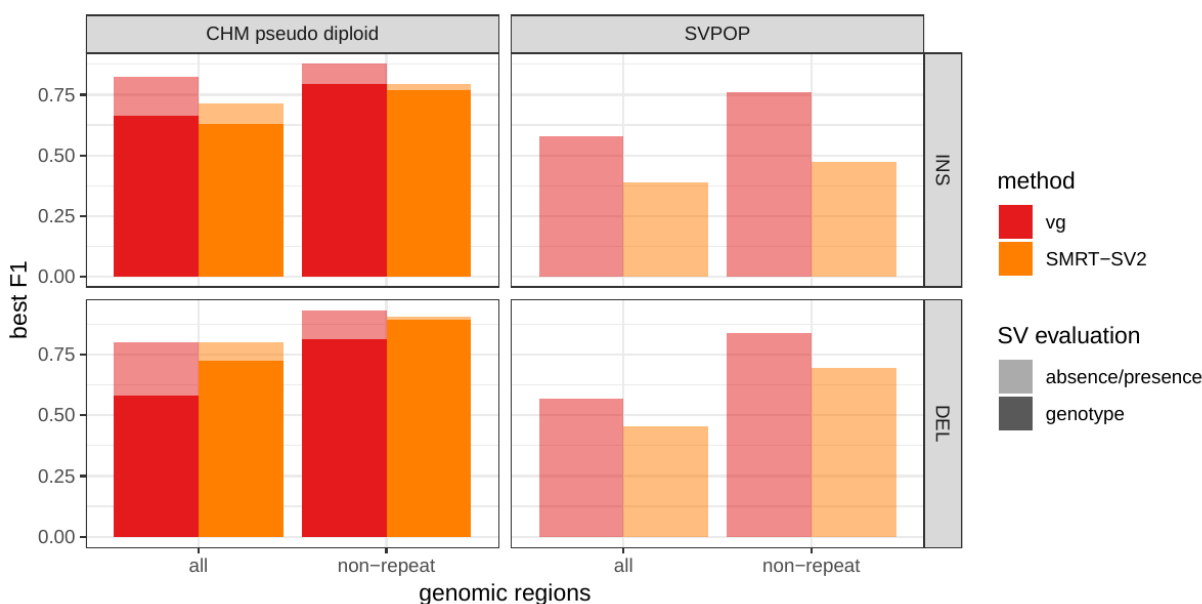 CHM pseudo diploid
SVPOP
0.75
0.50
0.25
0.00
INS
0.75
0.50
0.25
0.00
DEL
best F1
all
non−repeat
all
non−repeat
genomic regions
method
vg
SMRT−SV2
SV evaluation
absence/presence
genotype